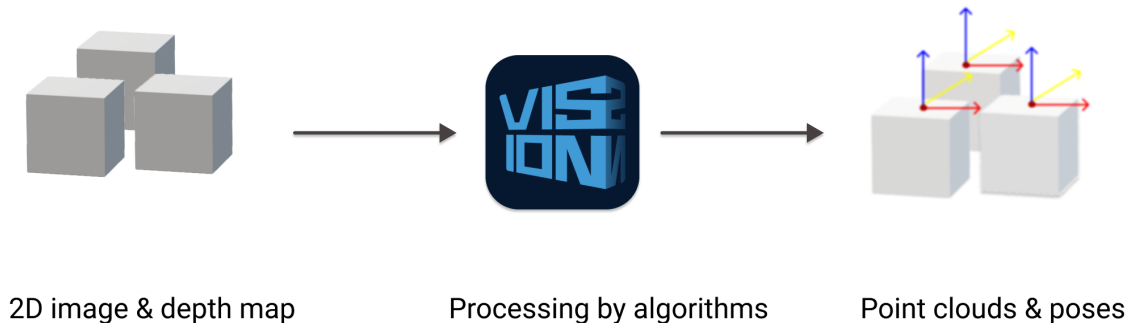 VIS
ION
2D image & depth map
Processing by algorithms
Point clouds & poses